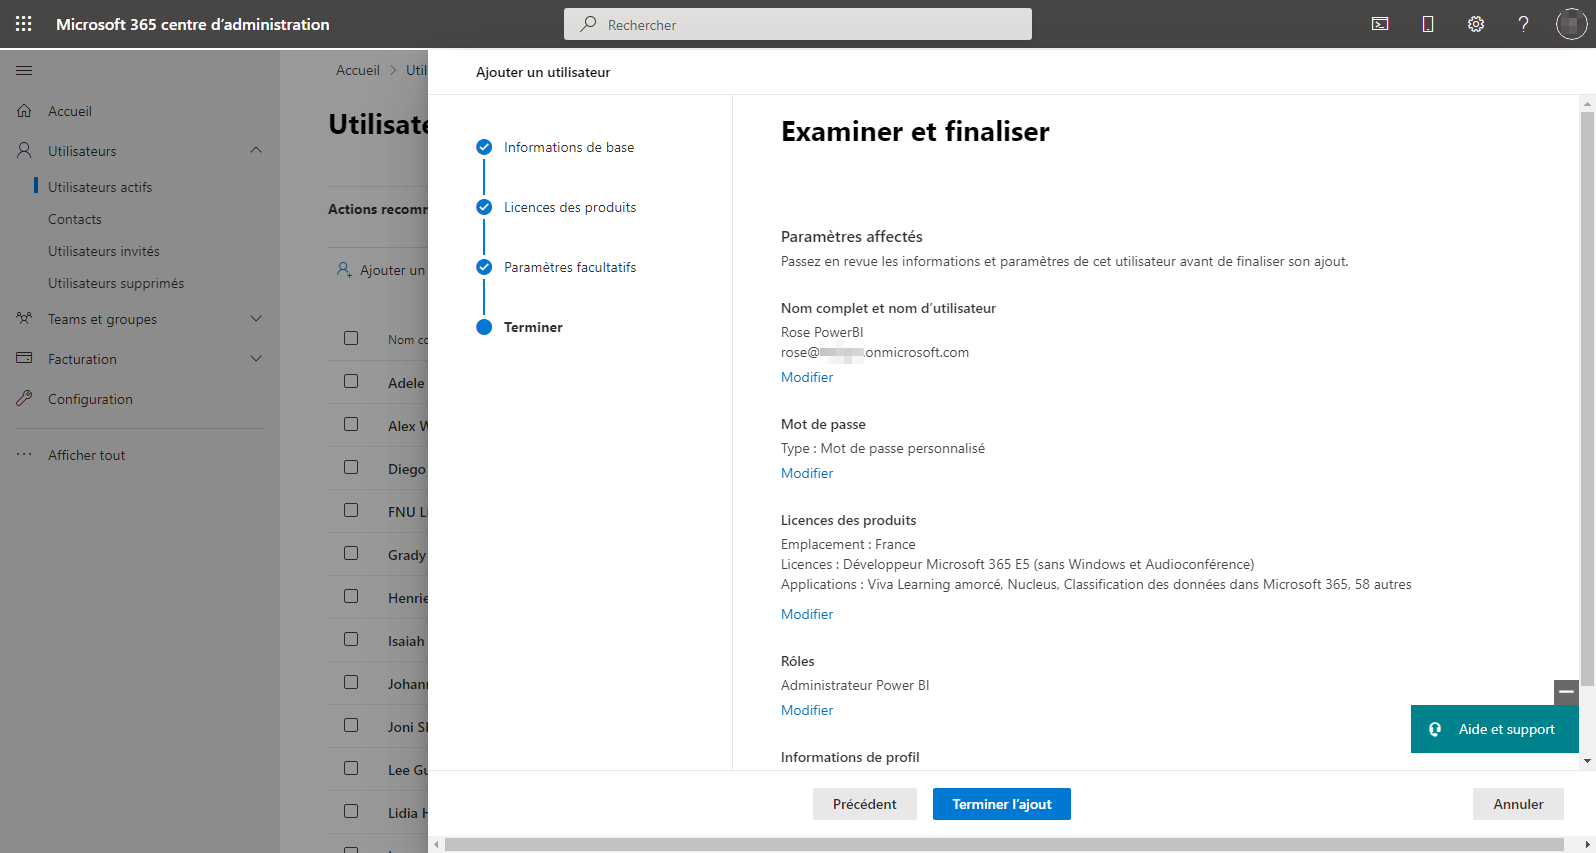 Microsoft 365 centre d’administration
Rechercher
Accueil
Utilisateurs
Utilisateurs actifs
Contacts
Utilisateurs invités
Utilisateurs supprimés
Teams et groupes
Facturation
Configuration
Afficher tout
Accueil > Util
Utilisate
Actions recomm
Ajouter un
Nom co
Adele
Alex W
Diego
FNU L
Grady
Henrie
Isaiah
Johann
Joni Sh
Lee Gu
Lidia H
Ajouter un utilisateur
Informations de base
Licences des produits
Paramètres facultatifs
Terminer
Examiner et finaliser
Paramètres affectés
Passez en revue les informations et paramètres de cet utilisateur avant de finaliser son ajout.
Nom complet et nom d’utilisateur
Rose PowerBI
rose@ .onmicrosoft.com
Modifier
Mot de passe
Type : Mot de passe personnalisé
Modifier
Licences des produits
Emplacement : France
Licences : Développeur Microsoft 365 E5 (sans Windows et Audioconférence)
Applications : Viva Learning amorcé, Nucleus, Classification des données dans Microsoft 365, 58 autres
Modifier
Rôles
Administrateur Power BI
Modifier
Informations de profil
Aide et support
Précédent
Terminer l’ajout
Annuler